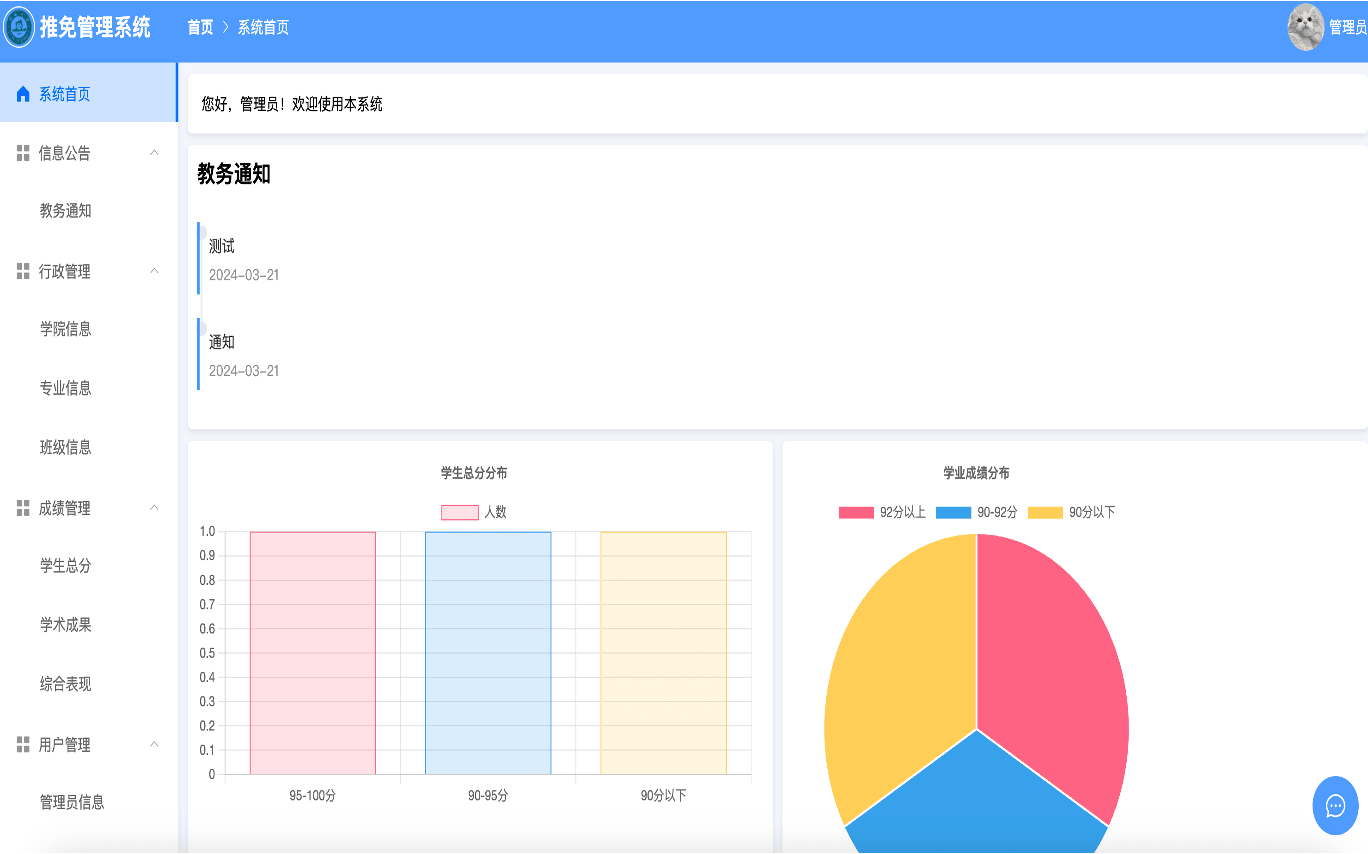 推免管理系统
首页 > 系统首页
管理员
系统首页
信息公告
教务通知
行政管理
学院信息
专业信息
班级信息
成绩管理
学生总分
学术成果
综合表现
用户管理
管理员信息
您好，管理员！欢迎使用本系统
教务通知
测试
2024-03-21
通知
2024-03-21
学生总分分布
人数
1.0
0.9
0.8
0.7
0.6
0.5
0.4
0.3
0.2
0.1
0
95-100分 90-95分 90分以下
学业成绩分布
92分以上 90-92分 90分以下